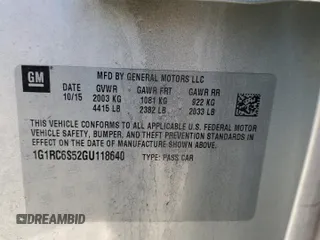 GM
MFD BY GENERAL MOTORS LLC
DATE GVWR GAWR FRT GAWR RR
10/15 2003 KG 1081 KG 922 KG
4415 LB 2382 LB 2033 LB
THIS VEHICLE CONFORMS TO ALL APPLICABLE U.S. FEDERAL MOTOR
VEHICLE SAFETY, BUMPER, AND THEFT PREVENTION STANDARDS IN
EFFECT ON THE DATE OF MANUFACTURE SHOWN ABOVE.
1G1RC6S52GU118640 TYPE: PASS CAR
AUTOHELPERBOT.COM